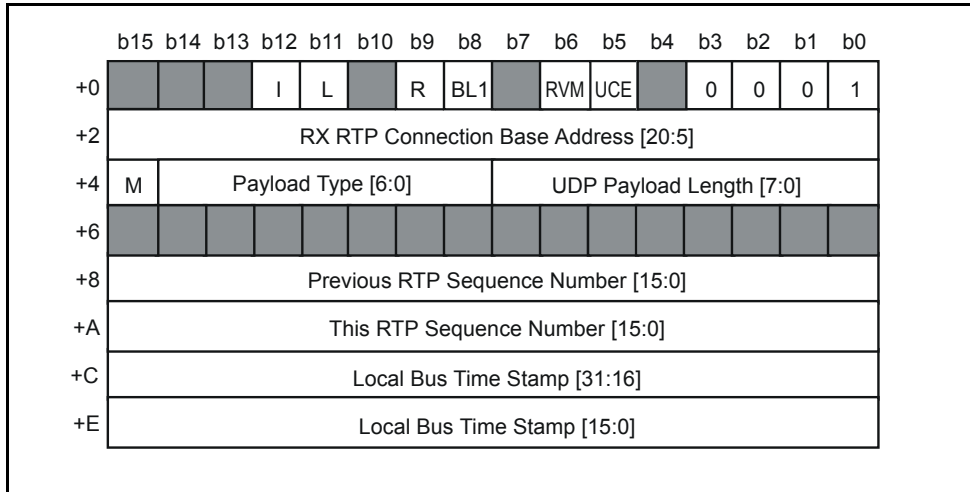 b15 b14 b13 b12 b11 b10 b9 b8 b7 b6 b5 b4 b3 b2 b1 b0
+0 I L R BL1 RVM UCE 0 0 0 1
+2 RX RTP Connection Base Address [20:5]
+4 M Payload Type [6:0] UDP Payload Length [7:0]
+6
+8 Previous RTP Sequence Number [15:0]
+A This RTP Sequence Number [15:0]
+C Local Bus Time Stamp [31:16]
+E Local Bus Time Stamp [15:0]